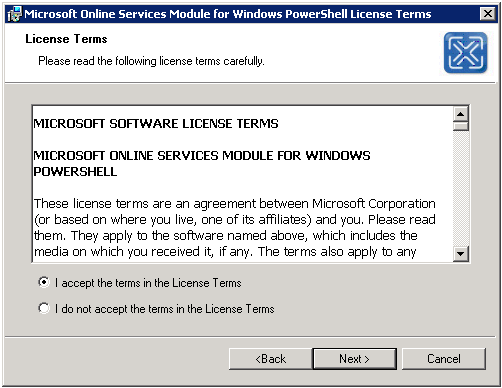 Microsoft Online Services Module for Windows PowerShell License Terms
License Terms
Please read the following license terms carefully.
MICROSOFT SOFTWARE LICENSE TERMS
MICROSOFT ONLINE SERVICES MODULE FOR WINDOWS
POWERSHELL
These license terms are an agreement between Microsoft Corporation
(or based on where you live, one of its affiliates) and you. Please read
them. They apply to the software named above, which includes the
media on which you received it, if any. The terms also apply to any
I accept the terms in the License Terms
I do not accept the terms in the License Terms
<Back
Next >
Cancel